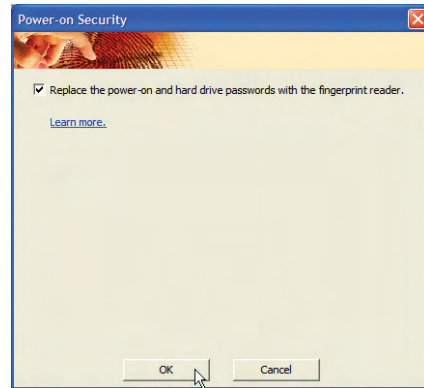 Power-on Security
Replace the power-on and hard drive passwords with the fingerprint reader.
Learn more.
OK
Cancel